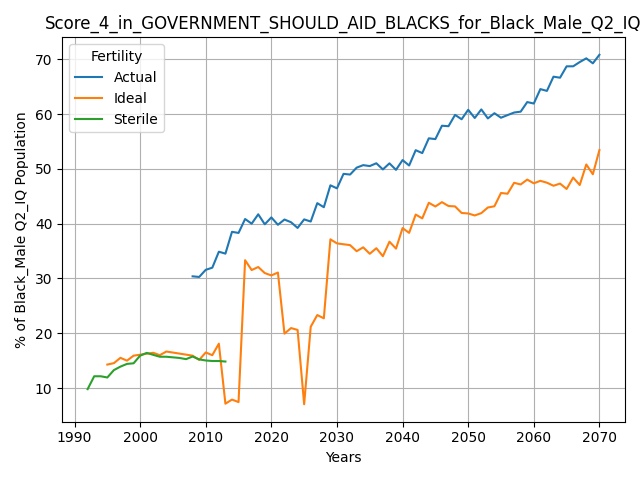 Score_4_in_GOVERNMENT_SHOULD_AID_BLACKS_for_Black_Male_Q2_IQ
Fertility
Actual
Ideal
Sterile
% of Black_Male Q2_IQ Population
70
60
50
40
30
20
10
1990 2000 2010 2020 2030 2040 2050 2060 2070
Years